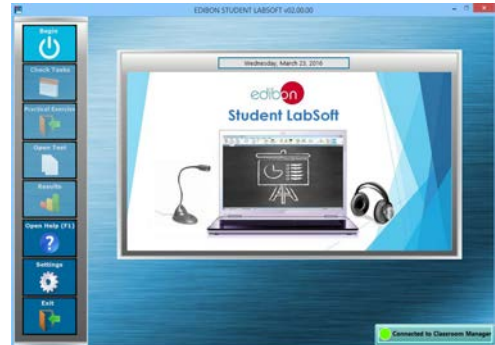 EDIBON STUDENT LABSOFT v02.00.00
Begin
Check Tasks
Practical Exercise
Open Test
Results
Open Help (F1)
Settings
Exit
Wednesday, March 23, 2016
edibon
Student LabSoft
Connected to Classroom Manager